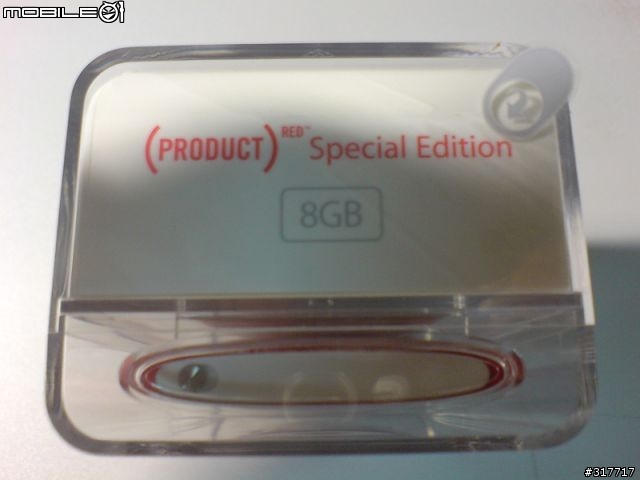 MOBILE01
(PRODUCT) RED™ Special Edition
8GB
#317717